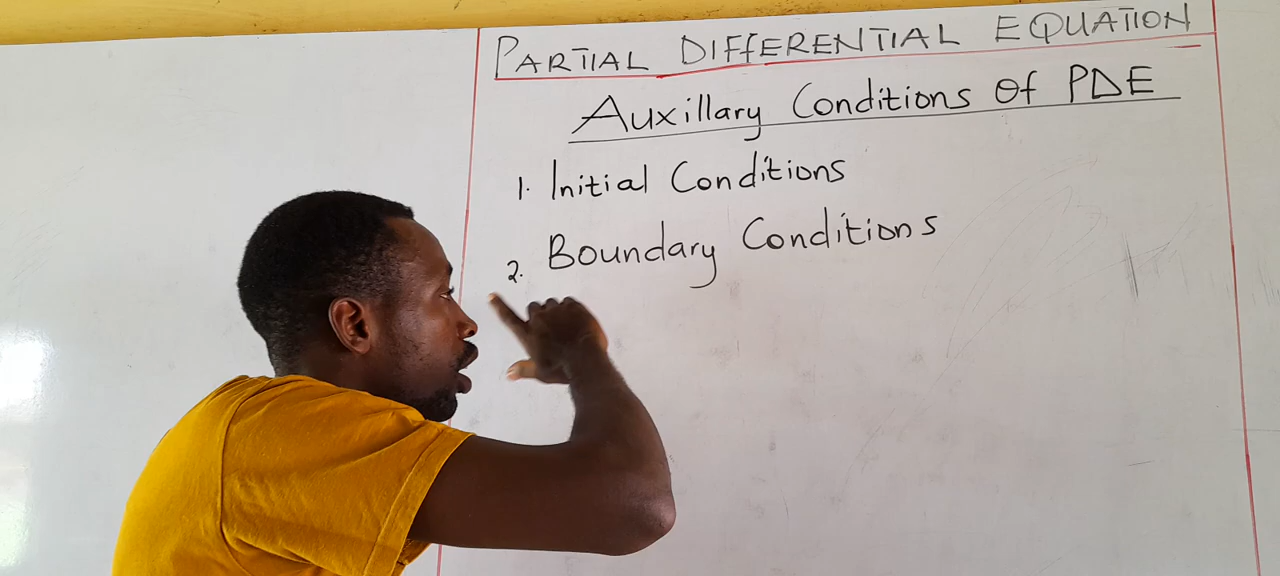 PARTIAL DIFFERENTIAL EQUATION
Auxillary Conditions Of PDE
1. Initial Conditions
2. Boundary Conditions